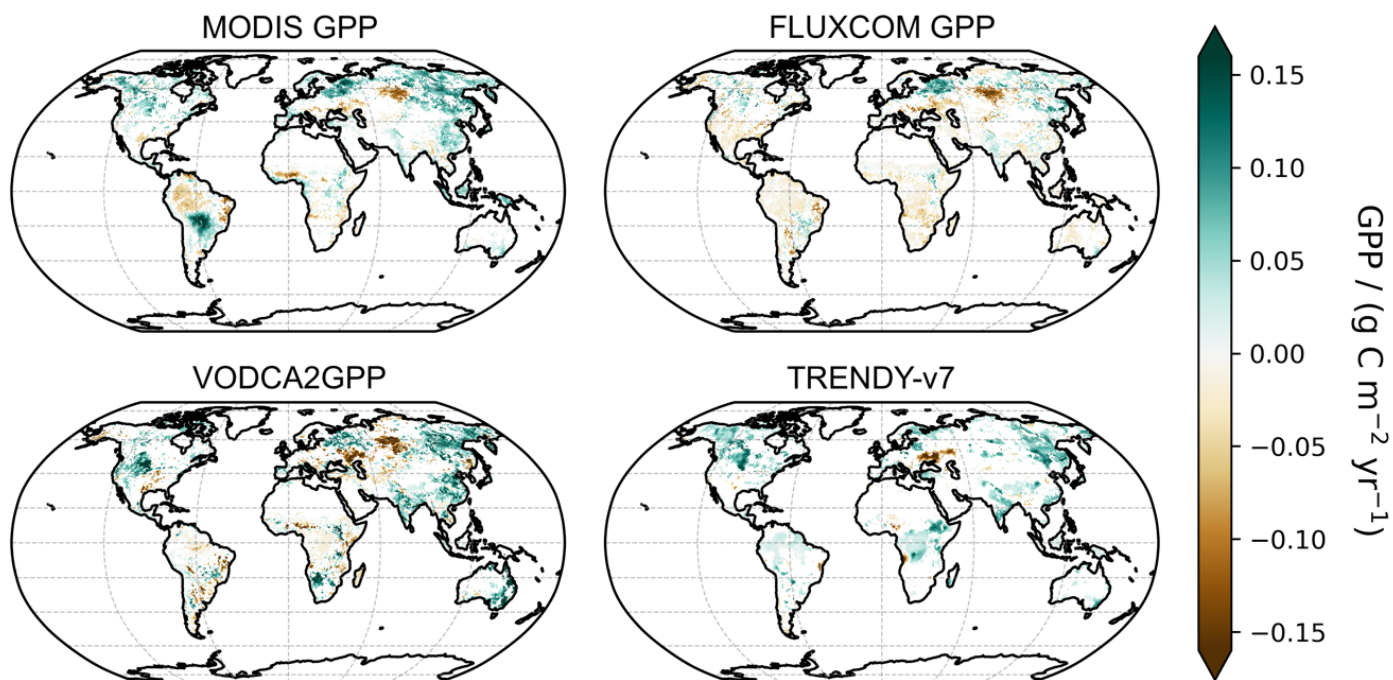 MODIS GPP
FLUXCOM GPP
VODCA2GPP
TRENDY-v7
0.15
0.10
0.05
0.00
−0.05
−0.10
−0.15
GPP / (g C m⁻² yr⁻¹)